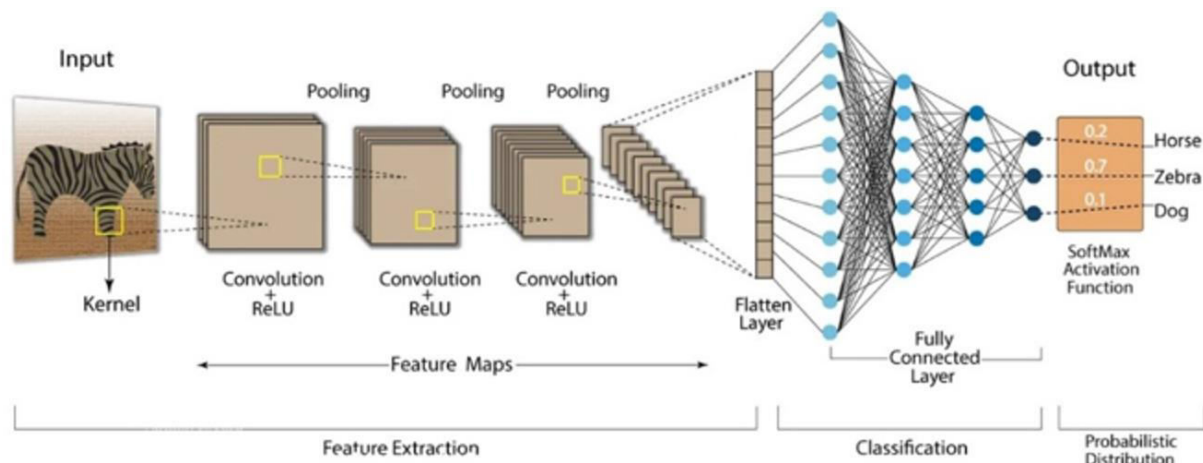 Input
Kernel
Pooling
Pooling
Pooling
Convolution
+
ReLU
Convolution
+
ReLU
Convolution
+
ReLU
Feature Maps
Flatten
Layer
Fully
Connected
Layer
Output
0.2
0.7
0.1
Horse
Zebra
Dog
SoftMax
Activation
Function
Feature Extraction
Classification
Probabilistic
Distribution